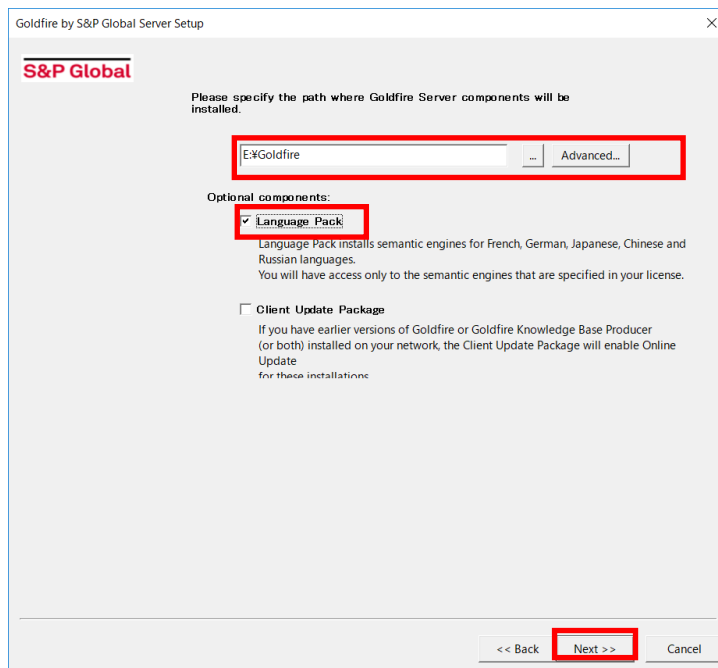 Goldfire by S&P Global Server Setup
S&P Global
Please specify the path where Goldfire Server components will be
installed.
E:¥Goldfire
...
Advanced...
Optional components:
Language Pack
Language Pack installs semantic engines for French, German, Japanese, Chinese and
Russian languages.
You will have access only to the semantic engines that are specified in your license.
Client Update Package
If you have earlier versions of Goldfire or Goldfire Knowledge Base Producer
(or both) installed on your network, the Client Update Package will enable Online
Update
for these installations
<< Back
Next >>
Cancel